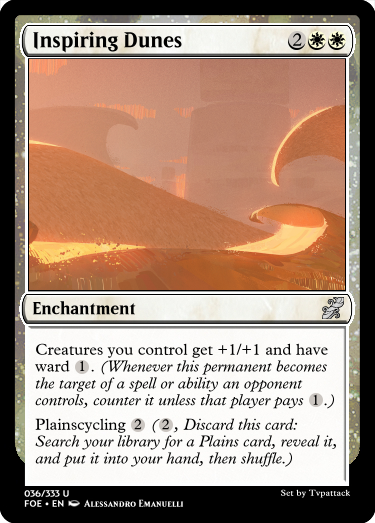 Inspiring Dunes 2
Enchantment
Creatures you control get +1/+1 and have
ward 1. (Whenever this permanent becomes
the target of a spell or ability an opponent
controls, counter it unless that player pays 1.)
Plainscycling 2 (2, Discard this card:
Search your library for a Plains card, reveal it,
and put it into your hand, then shuffle.)
036/333 U
FOE • EN Alessandro Emanuelli
Set by Tvpattack